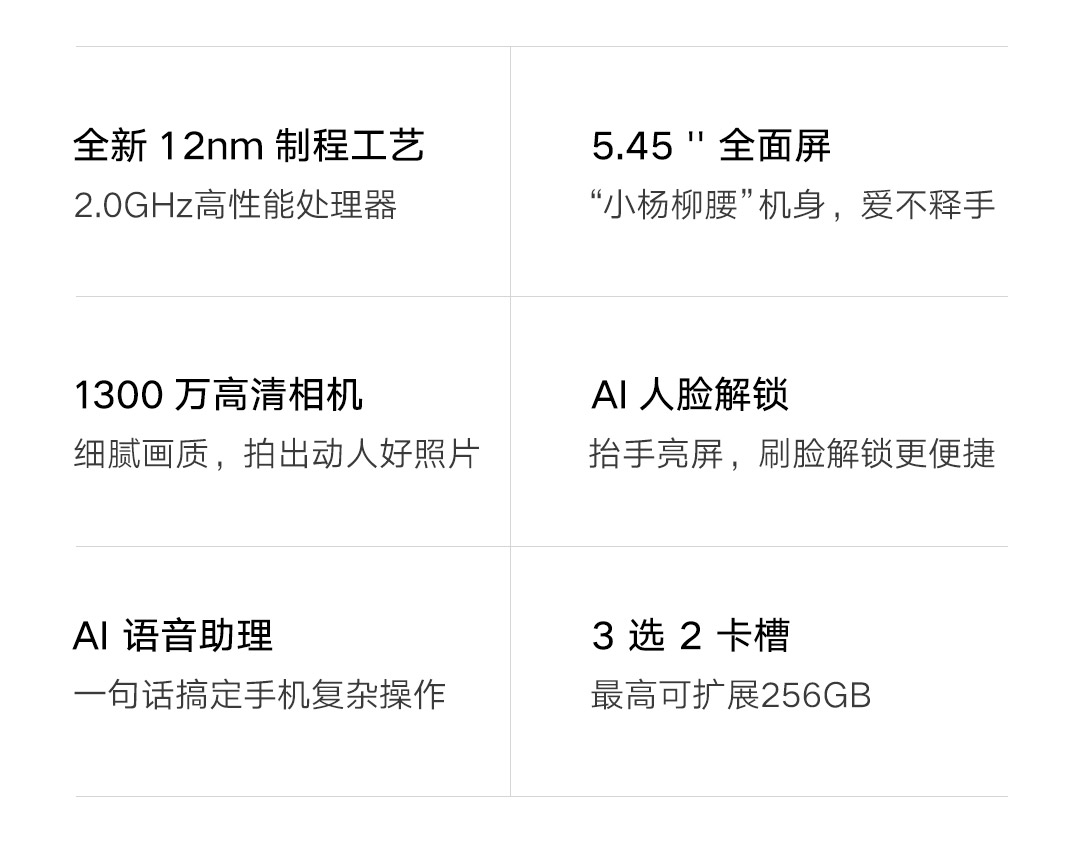 全新 12nm 制程工艺
2.0GHz高性能处理器
5.45 '' 全面屏
“小杨柳腰”机身，爱不释手
1300 万高清相机
细腻画质，拍出动人好照片
AI 人脸解锁
抬手亮屏，刷脸解锁更便捷
AI 语音助理
一句话搞定手机复杂操作
3 选 2 卡槽
最高可扩展256GB